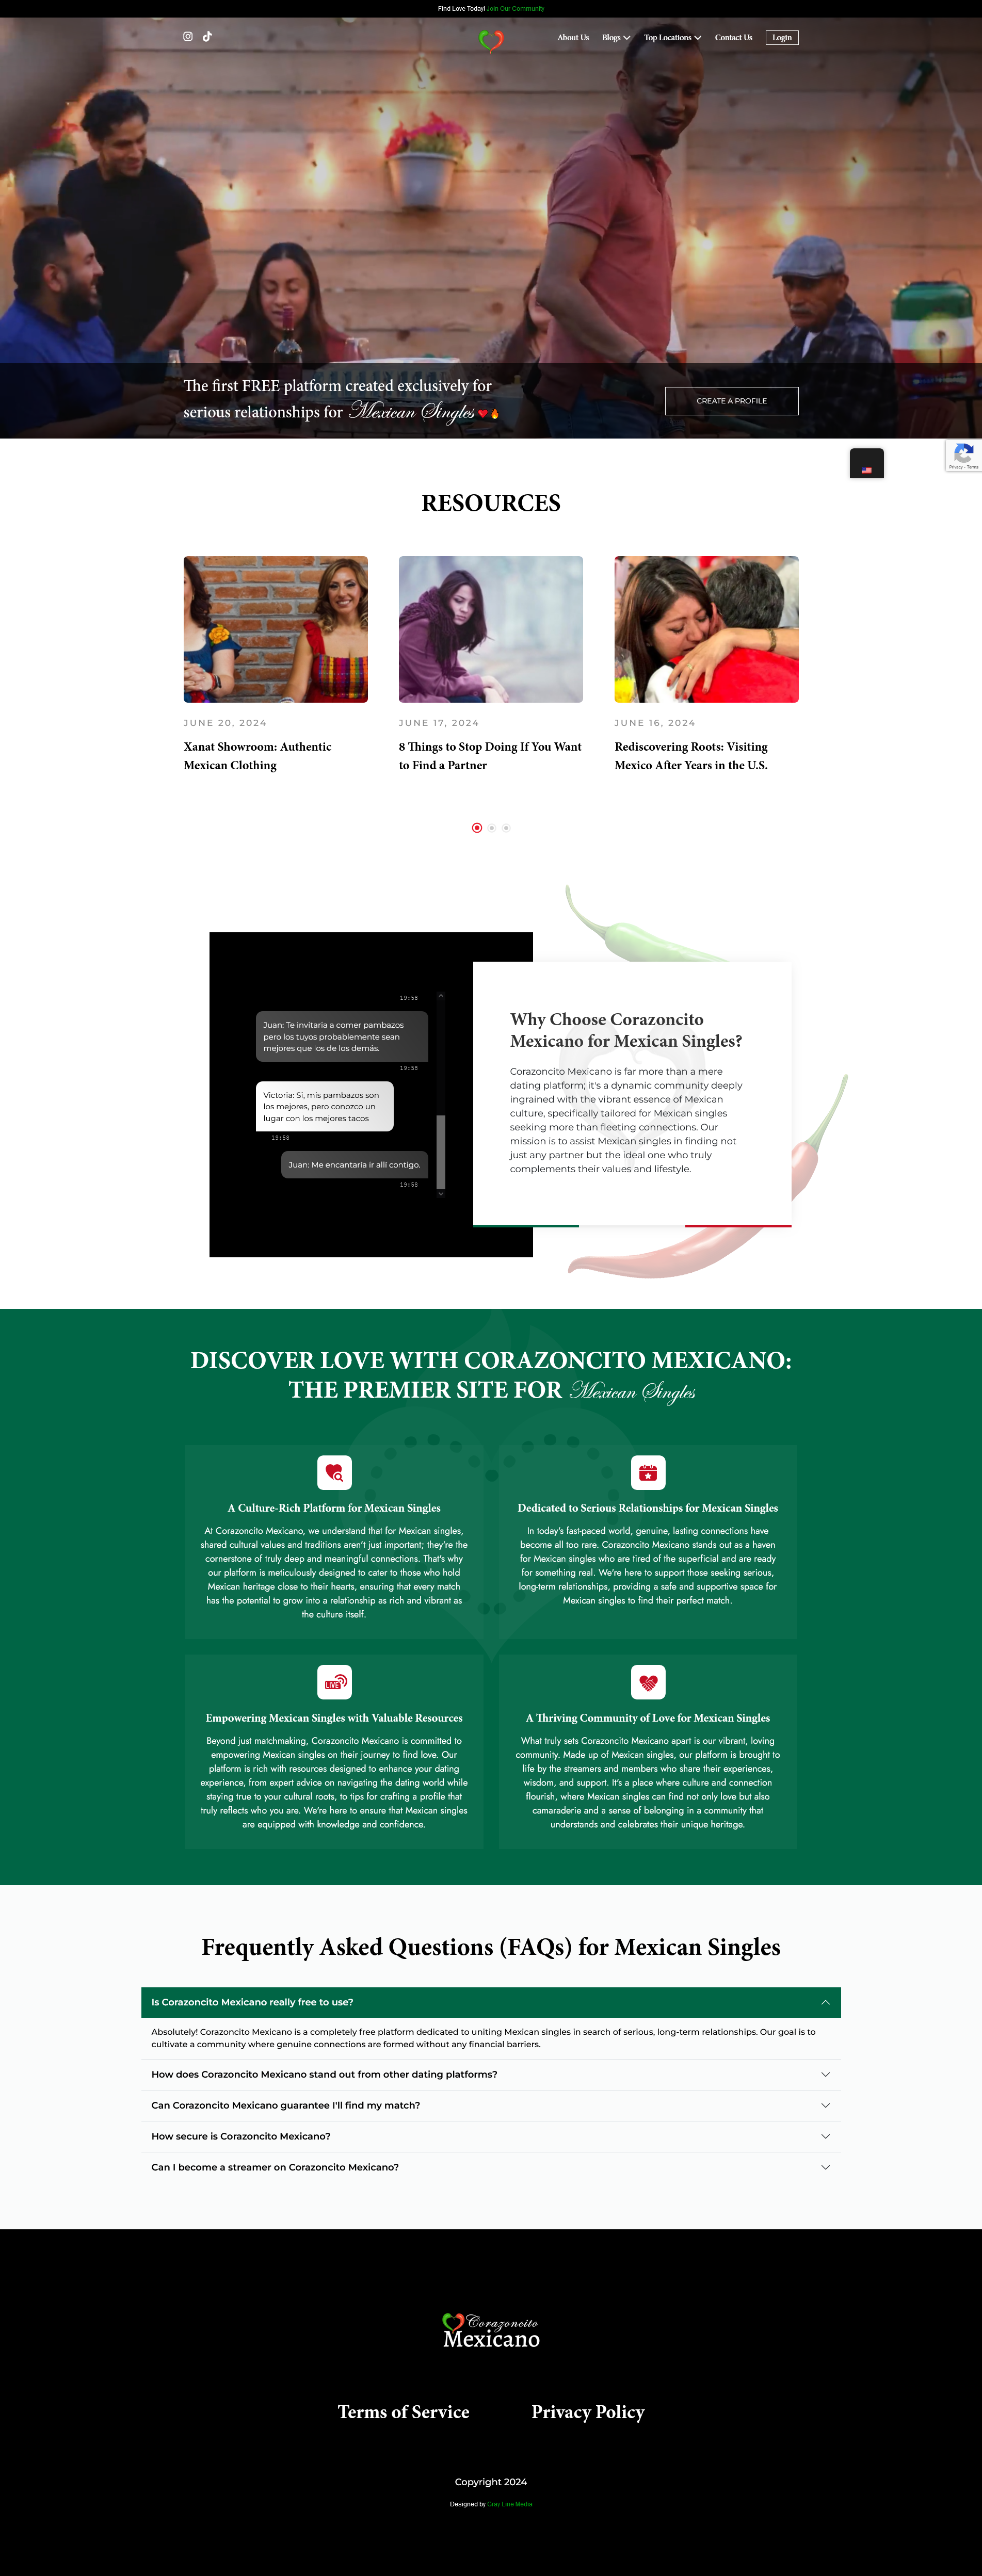 Find Love Today! Join Our Community
About Us
Blogs
Top Locations
Contact Us
Login
The first FREE platform created exclusively for
serious relationships for Mexican Singles
CREATE A PROFILE
Privacy - Terms
RESOURCES
JUNE 20, 2024
Xanat Showroom: Authentic
Mexican Clothing
JUNE 17, 2024
8 Things to Stop Doing If You Want
to Find a Partner
JUNE 16, 2024
Rediscovering Roots: Visiting
Mexico After Years in the U.S.
19:58
Juan: Te invitaria a comer pambazos
pero los tuyos probablemente sean
mejores que los de los demás.
19:58
Victoria: Si, mis pambazos son
los mejores, pero conozco un
lugar con los mejores tacos
19:58
Juan: Me encantaría ir allí contigo.
19:58
Why Choose Corazoncito
Mexicano for Mexican Singles?
Corazoncito Mexicano is far more than a mere
dating platform; it's a dynamic community deeply
ingrained with the vibrant essence of Mexican
culture, specifically tailored for Mexican singles
seeking more than fleeting connections. Our
mission is to assist Mexican singles in finding not
just any partner but the ideal one who truly
complements their values and lifestyle.
DISCOVER LOVE WITH CORAZONCITO MEXICANO:
THE PREMIER SITE FOR Mexican Singles
A Culture-Rich Platform for Mexican Singles
At Corazoncito Mexicano, we understand that for Mexican singles,
shared cultural values and traditions aren't just important; they're the
cornerstone of truly deep and meaningful connections. That's why
our platform is meticulously designed to cater to those who hold
Mexican heritage close to their hearts, ensuring that every match
has the potential to grow into a relationship as rich and vibrant as
the culture itself.
Dedicated to Serious Relationships for Mexican Singles
In today's fast-paced world, genuine, lasting connections have
become all too rare. Corazoncito Mexicano stands out as a haven
for Mexican singles who are tired of the superficial and are ready
for something real. We're here to support those seeking serious,
long-term relationships, providing a safe and supportive space for
Mexican singles to find their perfect match.
LIVE
Empowering Mexican Singles with Valuable Resources
Beyond just matchmaking, Corazoncito Mexicano is committed to
empowering Mexican singles on their journey to find love. Our
platform is rich with resources designed to enhance your dating
experience, from expert advice on navigating the dating world while
staying true to your cultural roots, to tips for crafting a profile that
truly reflects who you are. We're here to ensure that Mexican singles
are equipped with knowledge and confidence.
A Thriving Community of Love for Mexican Singles
What truly sets Corazoncito Mexicano apart is our vibrant, loving
community. Made up of Mexican singles, our platform is brought to
life by the streamers and members who share their experiences,
wisdom, and support. It's a place where culture and connection
flourish, where Mexican singles can find not only love but also
camaraderie and a sense of belonging in a community that
understands and celebrates their unique heritage.
Frequently Asked Questions (FAQs) for Mexican Singles
Is Corazoncito Mexicano really free to use?
Absolutely! Corazoncito Mexicano is a completely free platform dedicated to uniting Mexican singles in search of serious, long-term relationships. Our goal is to
cultivate a community where genuine connections are formed without any financial barriers.
How does Corazoncito Mexicano stand out from other dating platforms?
Can Corazoncito Mexicano guarantee I'll find my match?
How secure is Corazoncito Mexicano?
Can I become a streamer on Corazoncito Mexicano?
Corazoncito
Mexicano
Terms of Service
Privacy Policy
Copyright 2024
Designed by Gray Line Media